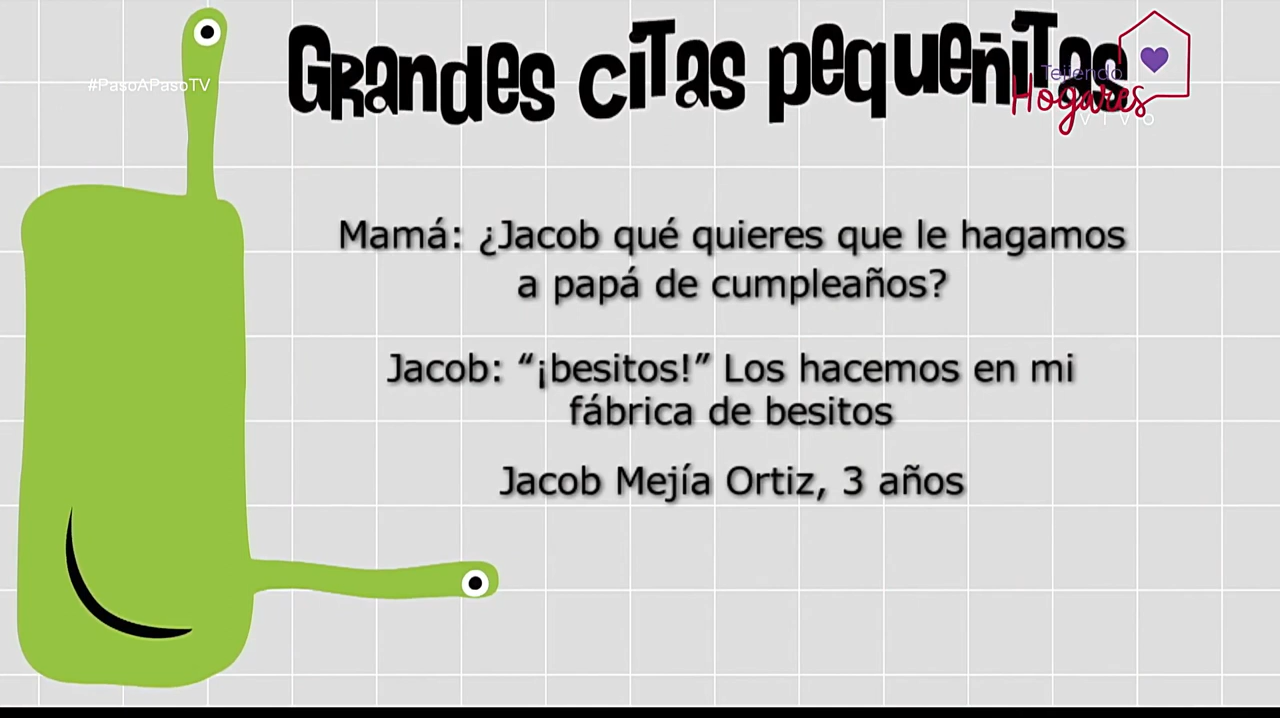 #PasoAPasoTV
Grandes citas pequeñitas
Tejiendo
Hogares
VIVO
Mamá: ¿Jacob qué quieres que le hagamos
a papá de cumpleaños?
Jacob: “¡besitos!” Los hacemos en mi
fábrica de besitos
Jacob Mejía Ortiz, 3 años